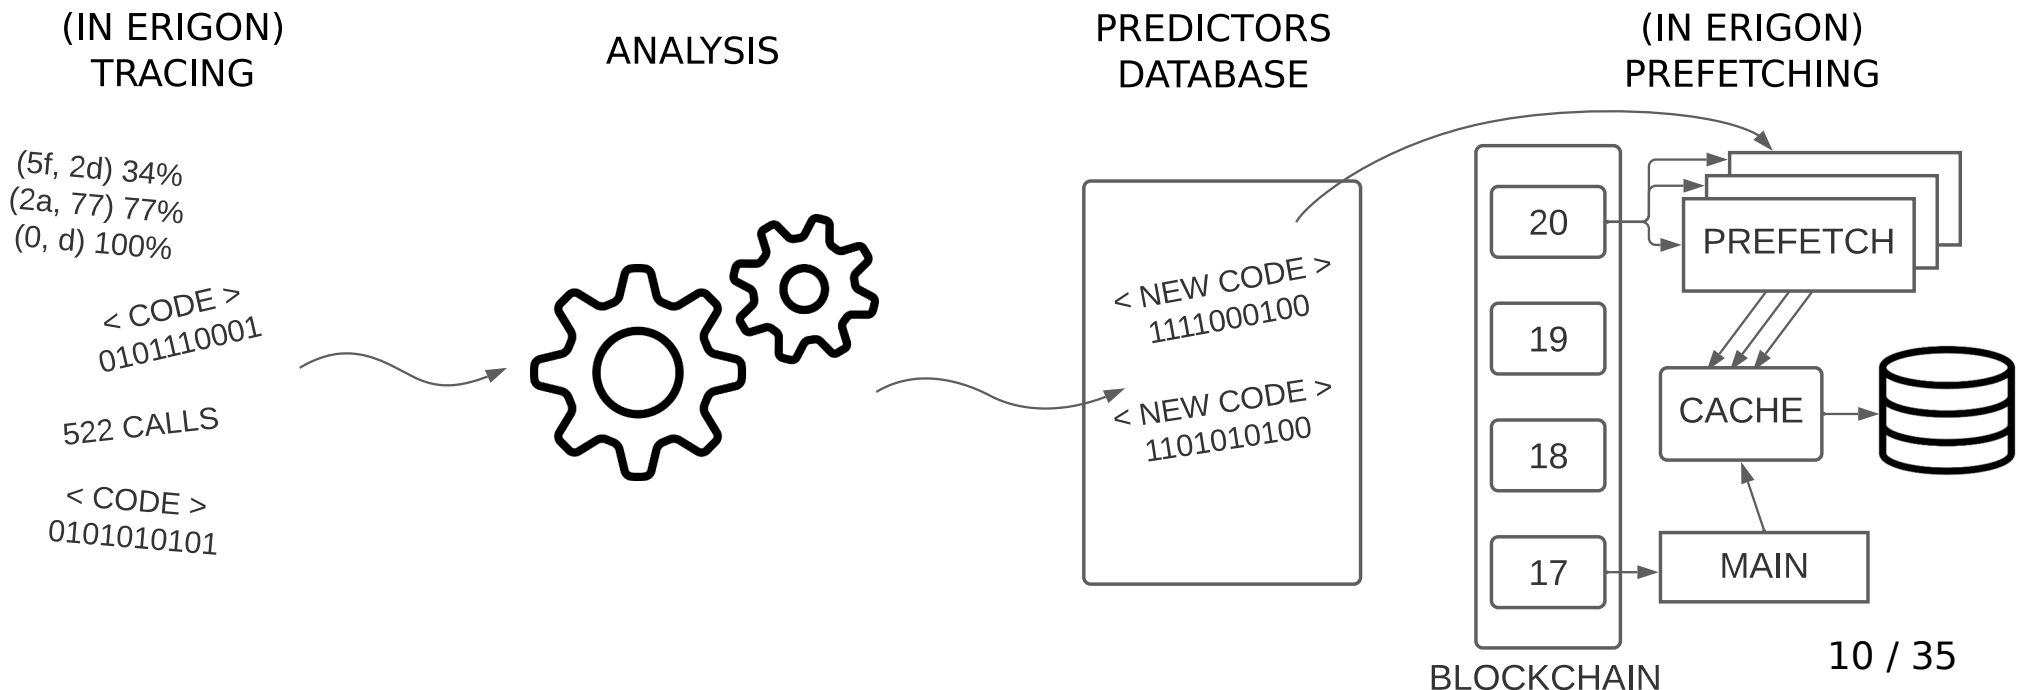 (IN ERIGON)
TRACING
ANALYSIS
PREDICTORS
DATABASE
(IN ERIGON)
PREFETCHING
(5f, 2d) 34%
(2a, 77) 77%
(0, d) 100%
< CODE >
0101110001
522 CALLS
< CODE >
0101010101
< NEW CODE >
1111000100
< NEW CODE >
1101010100
20
19
18
17
BLOCKCHAIN
PREFETCH
CACHE
MAIN
10 / 35